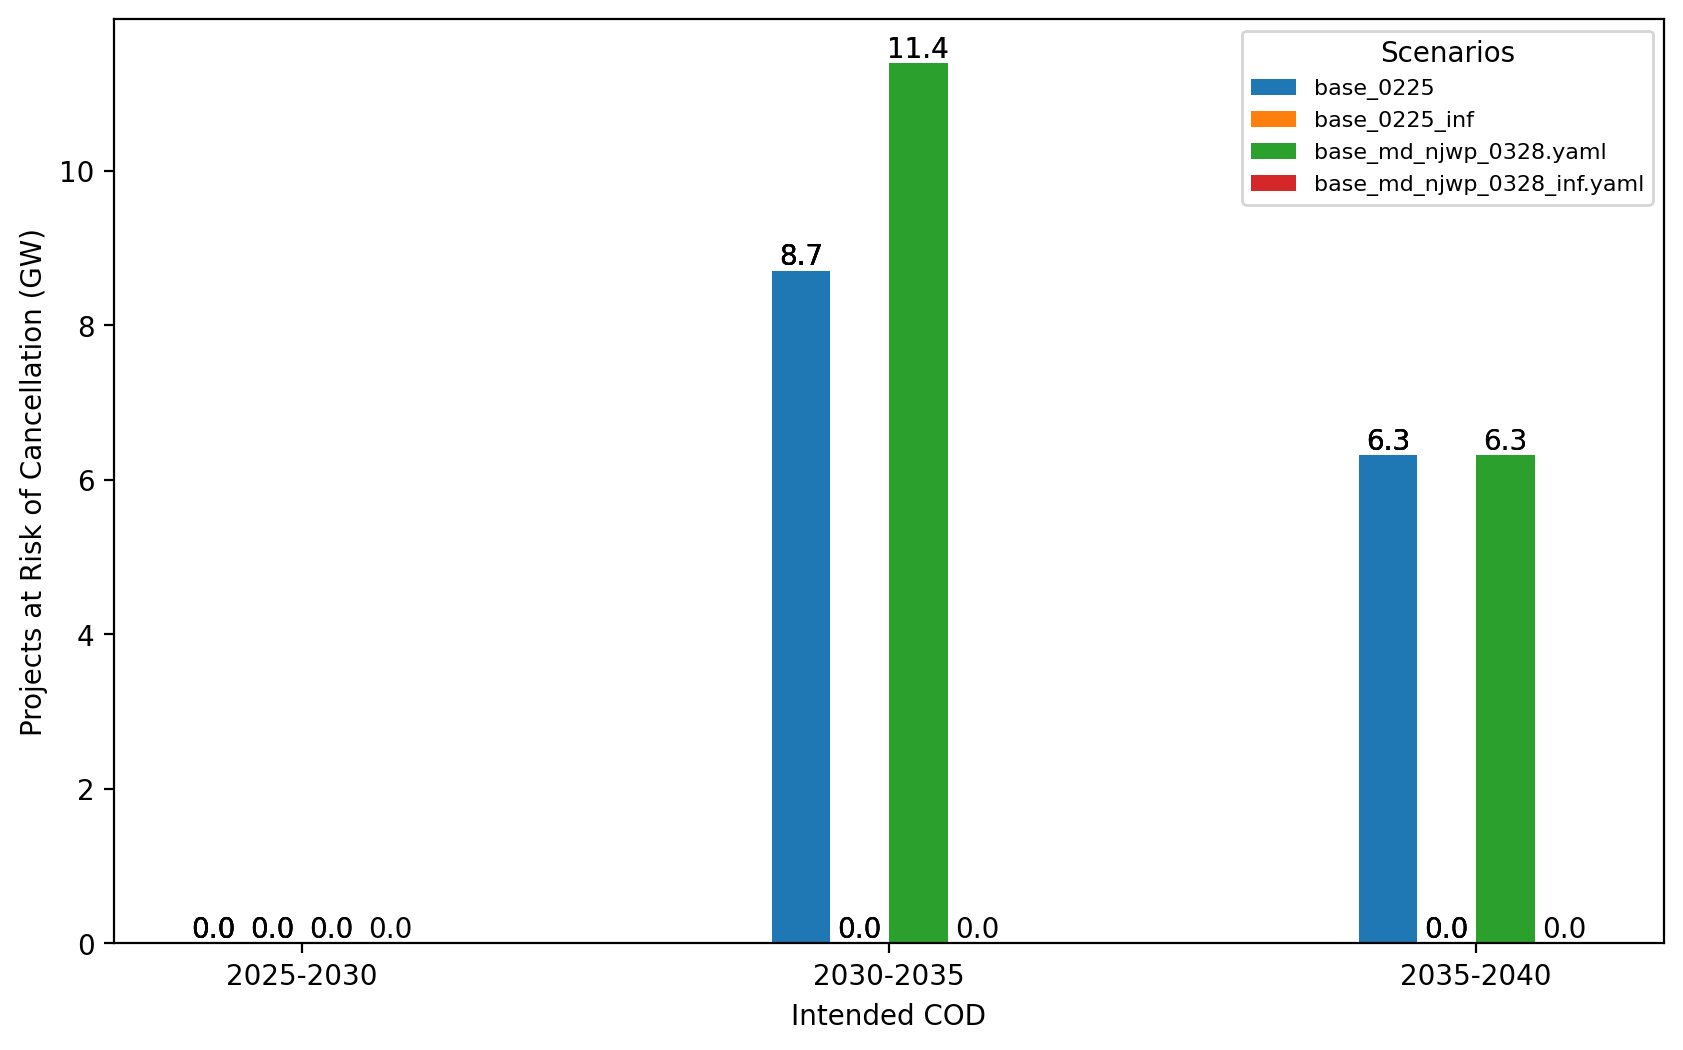 11.4
Scenarios
base_0225
base_0225_inf
base_md_njwp_0328.yaml
base_md_njwp_0328_inf.yaml
8.7
6.3 6.3
0.0 0.0 0.0 0.0 0.0 0.0 0.0 0.0
10
8
6
4
2
0
Projects at Risk of Cancellation (GW)
2025-2030 2030-2035 2035-2040
Intended COD